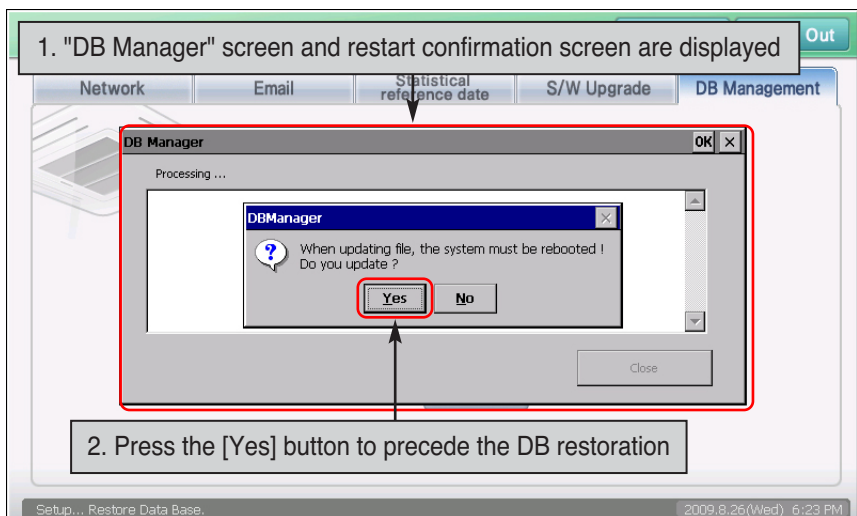 Out
1. "DB Manager" screen and restart confirmation screen are displayed
Network
Email
Statistical
reference date
S/W Upgrade
DB Management
DB Manager
OK
Processing ...
DBManager
When updating file, the system must be rebooted !
Do you update ?
Yes
No
Close
2. Press the [Yes] button to precede the DB restoration
Setup... Restore Data Base.
2009.8.26(Wed) 6:23 PM